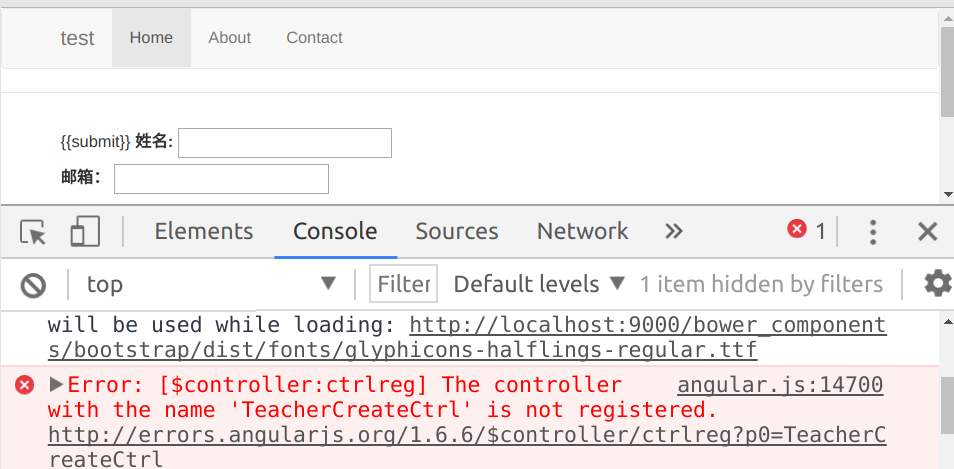 test Home About Contact
{{submit}} 姓名:
邮箱:
Elements Console Sources Network » 1
top Filter Default levels 1 item hidden by filters
will be used while loading: http://localhost:9000/bower_component
s/bootstrap/dist/fonts/glyphicons-halflings-regular.ttf
Error: [$controller:ctrlreg] The controller angular.js:14700
with the name 'TeacherCreateCtrl' is not registered.
http://errors.angularjs.org/1.6.6/$controller/ctrlreg?p0=TeacherC
reateCtrl